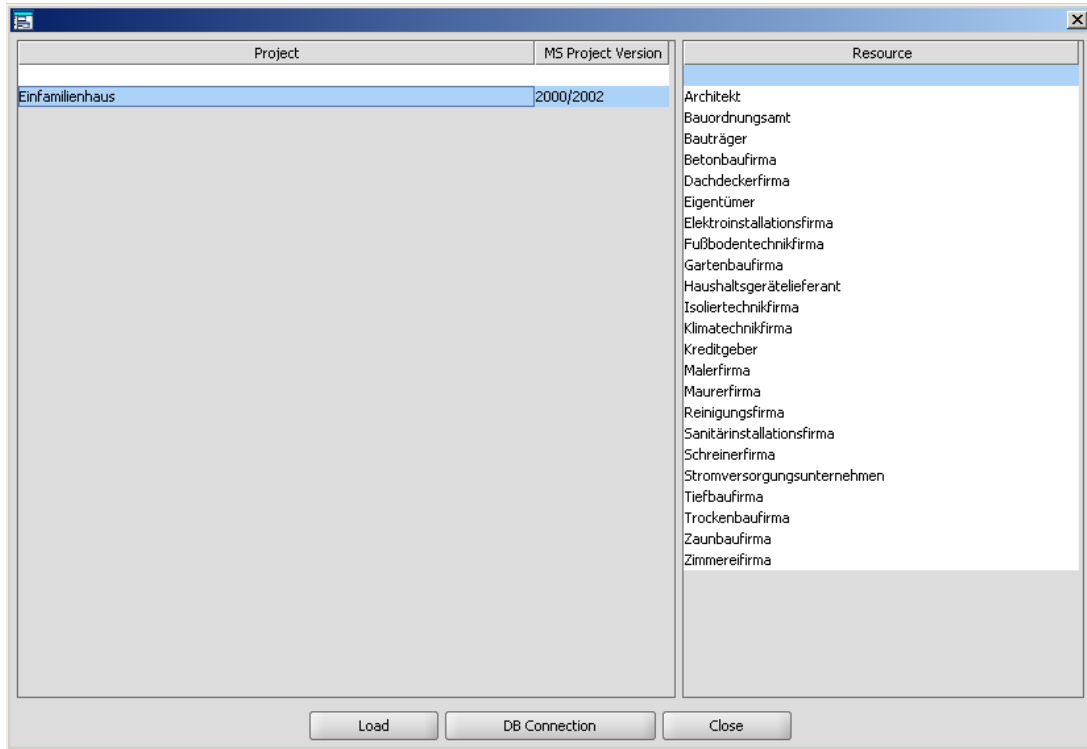 Project MS Project Version Resource
Einfamilienhaus 2000/2002
Architekt
Bauordnungsamt
Bauträger
Betonbaufirma
Dachdeckerfirma
Eigentümer
Elektroinstallationsfirma
Fußbodentechnikfirma
Gartenbaufirma
Haushaltsgerätelieferant
Isoliertechnikfirma
Klimatechnikfirma
Kreditgeber
Malerfirma
Maurerfirma
Reinigungsfirma
Sanitärinstallationsfirma
Schreinerfirma
Stromversorgungsunternehmen
Tiefbaufirma
Trockenbaufirma
Zaunbaufirma
Zimmereifirma
Load DB Connection Close